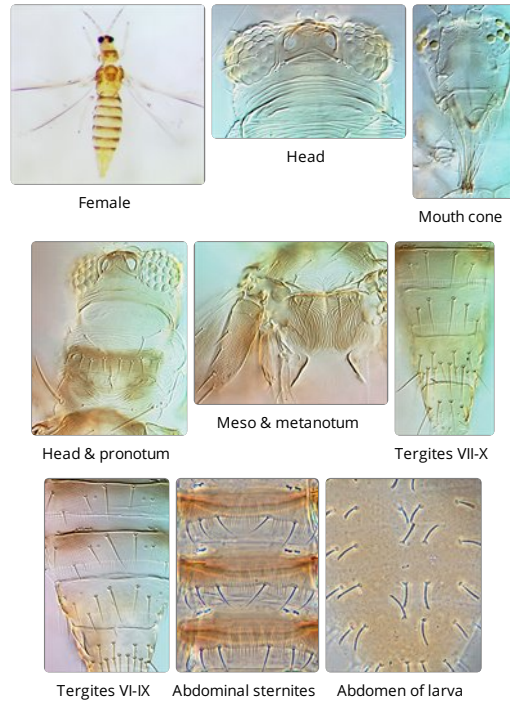 Female
Head
Mouth cone
Head & pronotum
Meso & metanotum
Tergites VII-X
Tergites VI-IX
Abdominal sternites
Abdomen of larva